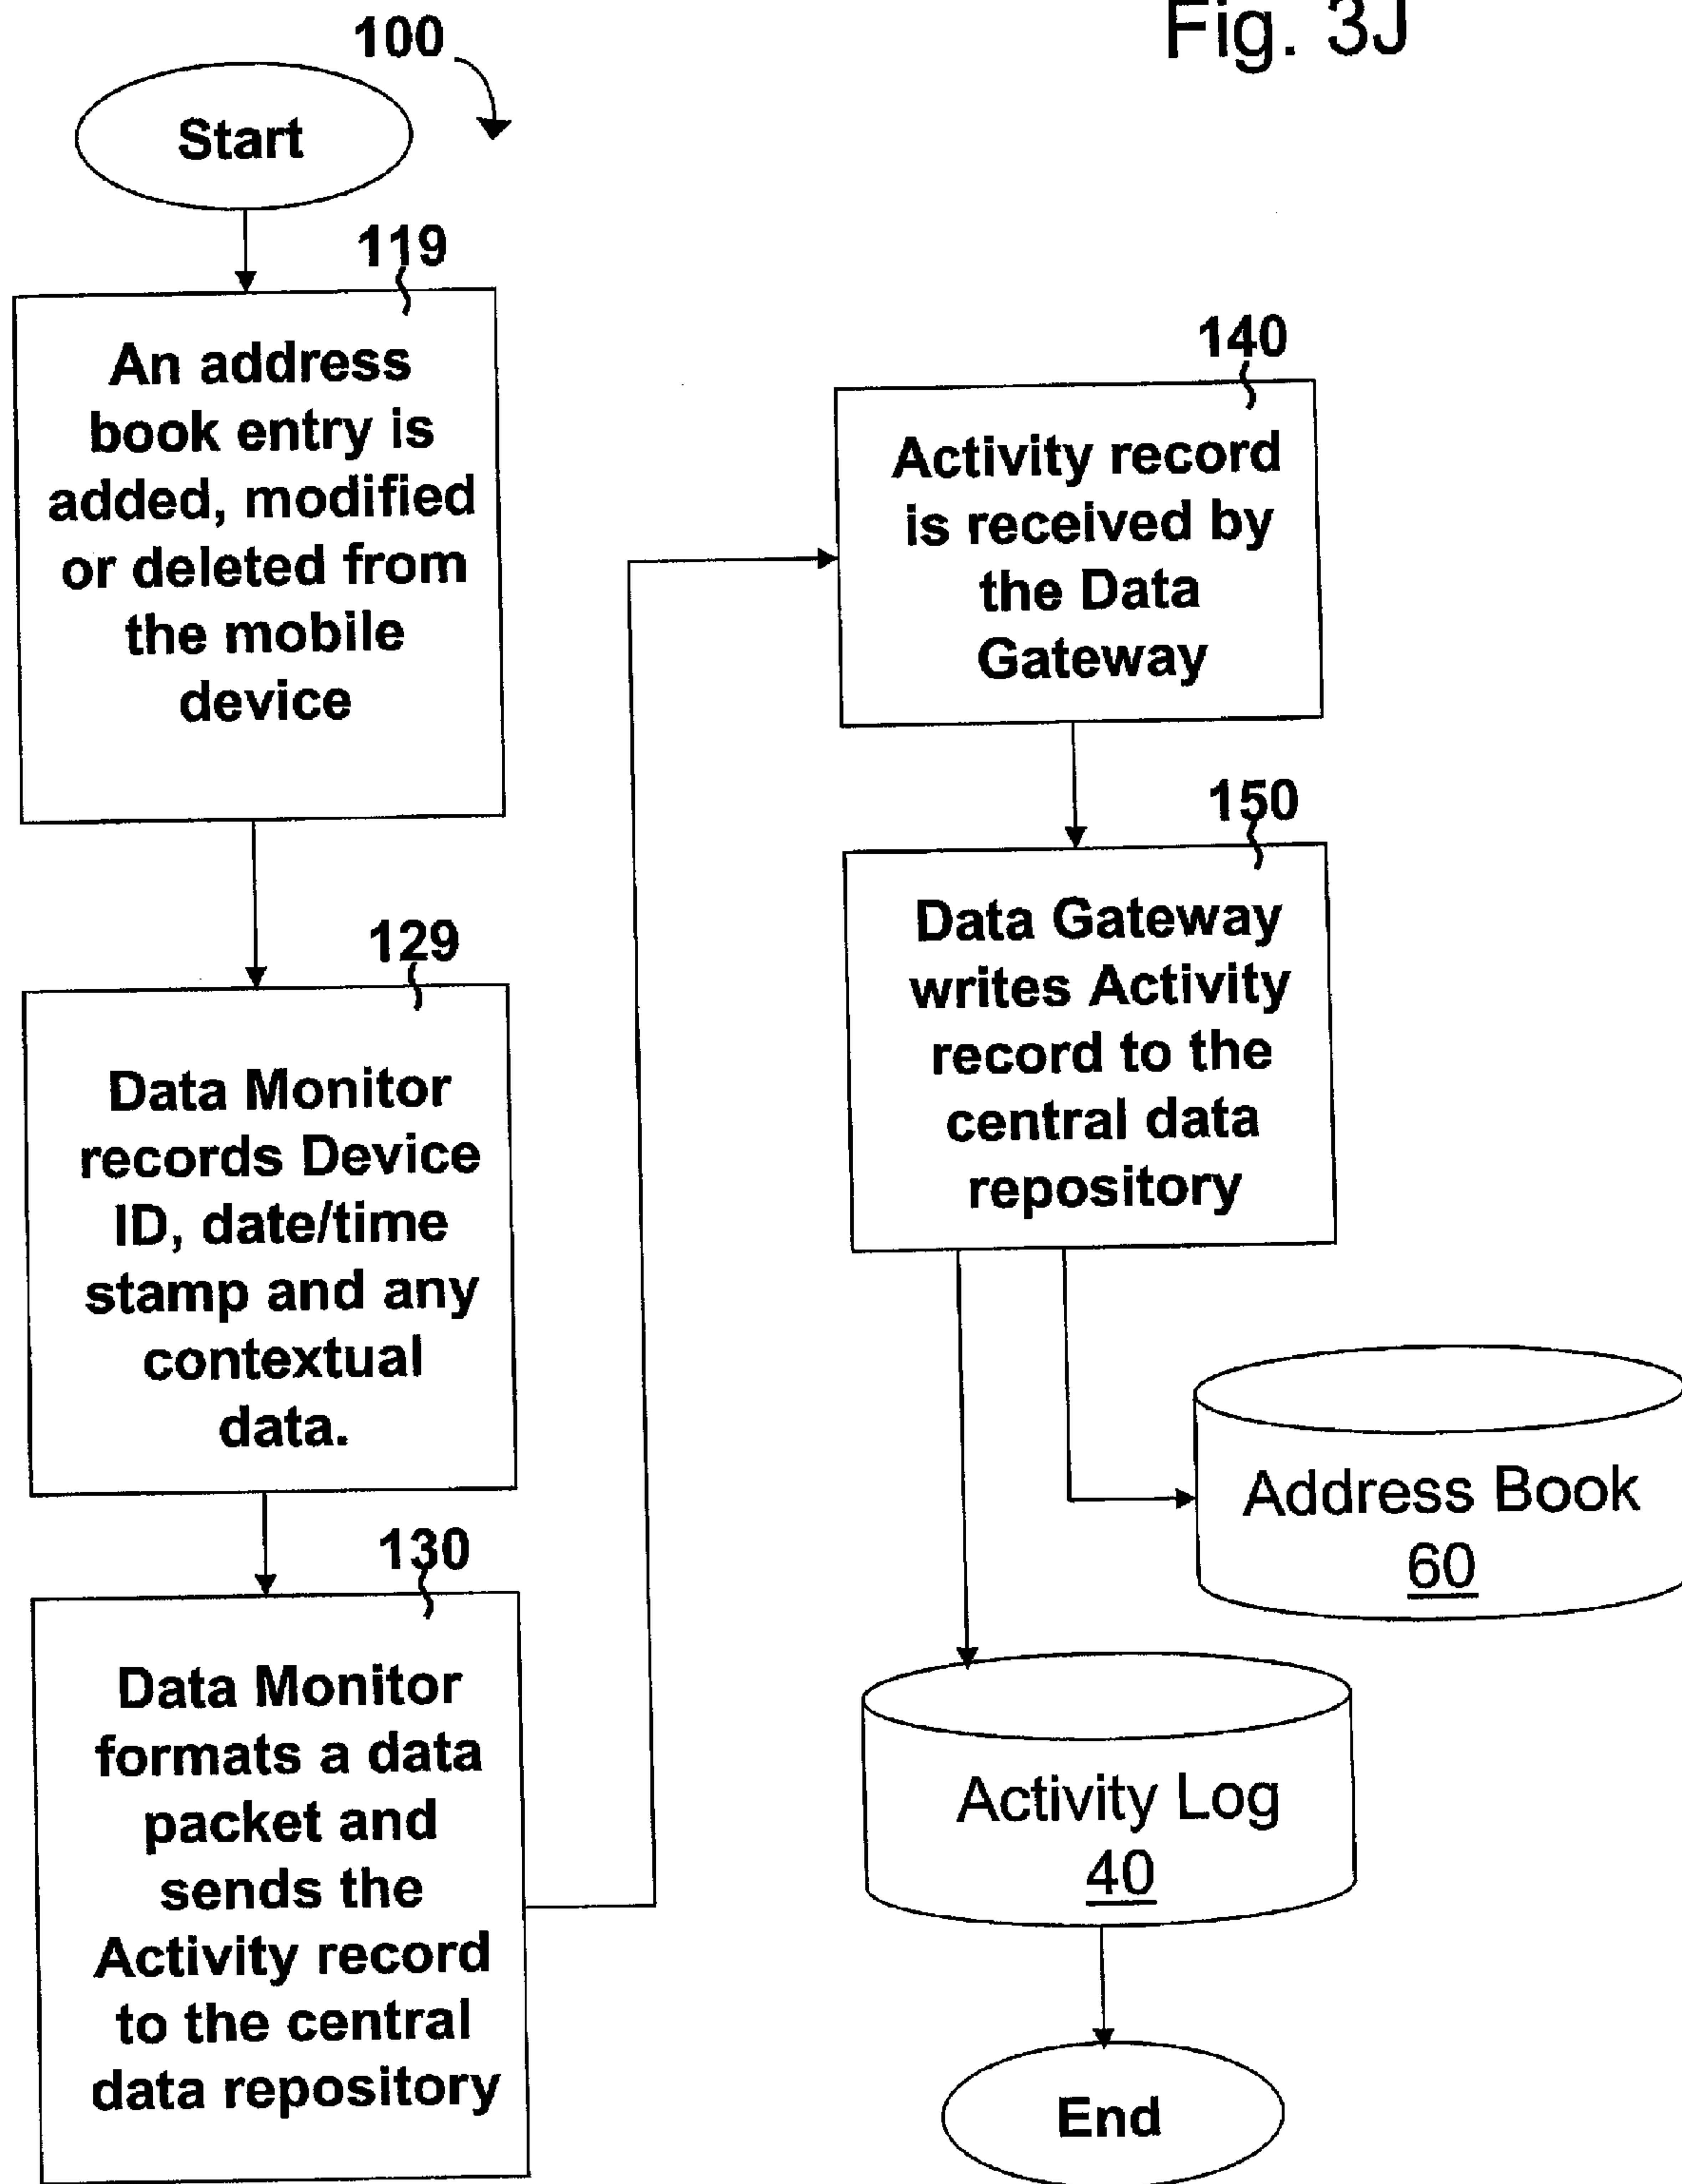 Fig. 3J
100
Start
119
An address
book entry is
added, modified
or deleted from
the mobile
device
129
Data Monitor
records Device
ID, date/time
stamp and any
contextual
data.
130
Data Monitor
formats a data
packet and
sends the
Activity record
to the central
data repository
140
Activity record
is received by
the Data
Gateway
150
Data Gateway
writes Activity
record to the
central data
repository
Address Book
60
Activity Log
40
End